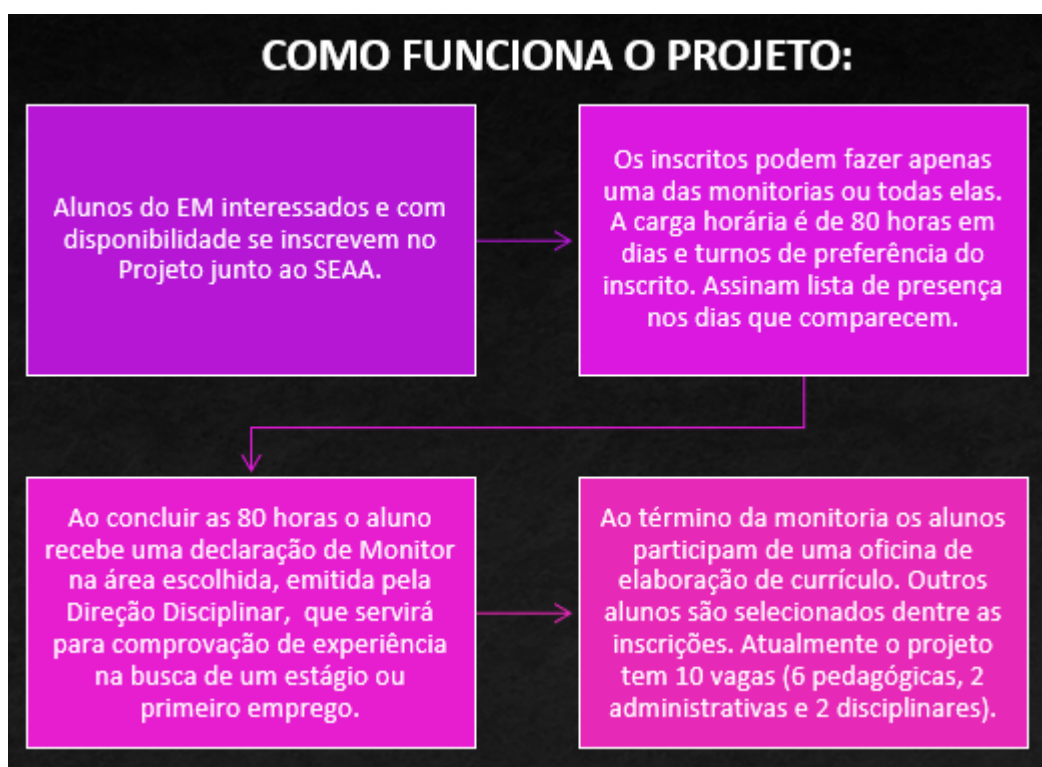 COMO FUNCIONA O PROJETO:
Alunos do EM interessados e com
disponibilidade se inscrevem no
Projeto junto ao SEAA.
Os inscritos podem fazer apenas
uma das monitorias ou todas elas.
A carga horária é de 80 horas em
dias e turnos de preferência do
inscrito. Assinam lista de presença
nos dias que comparecem.
Ao concluir as 80 horas o aluno
recebe uma declaração de Monitor
na área escolhida, emitida pela
Direção Disciplinar, que servirá
para comprovação de experiência
na busca de um estágio ou
primeiro emprego.
Ao término da monitoria os alunos
participam de uma oficina de
elaboração de currículo. Outros
alunos são selecionados dentre as
inscrições. Atualmente o projeto
tem 10 vagas (6 pedagógicas, 2
administrativas e 2 disciplinares).